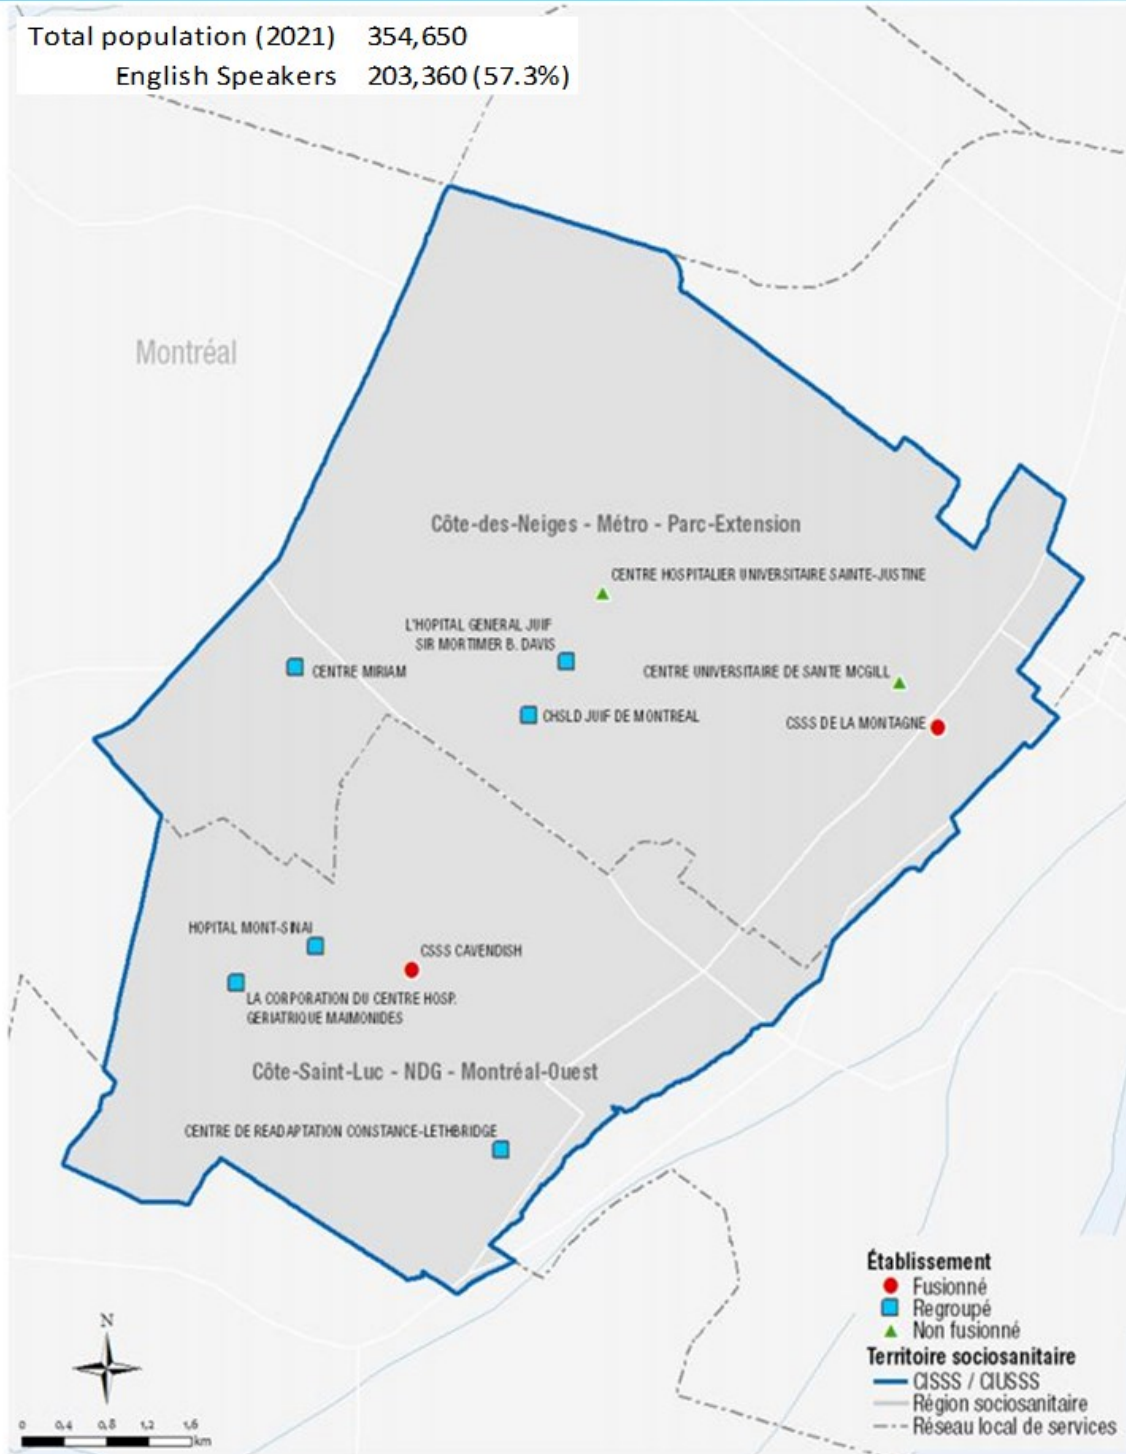 Total population (2021) 354,650
English Speakers 203,360 (57.3%)
Montréal
Côte-des-Neiges - Métro - Parc-Extension
CENTRE HOSPITALIER UNIVERSITAIRE SAINTE-JUSTINE
L'HOPITAL GENERAL JUIF
SIR MORTIMER B. DAVIS
CENTRE MIRIAM
CENTRE UNIVERSITAIRE DE SANTE MCGILL
CHSLD JUIF DE MONTREAL
CSSS DE LA MONTAGNE
HOPITAL MONT-SINAI
CSSS CAVENDISH
LA CORPORATION DU CENTRE HOSP.
GERIATRIQUE MAIMONIDES
Côte-Saint-Luc - NDG - Montréal-Ouest
CENTRE DE READAPTATION CONSTANCE-LETHBRIDGE
Établissement
Fusionné
Regroupé
Non fusionné
Territoire sociosanitaire
CISSS / CIUSSS
Région sociosanitaire
Réseau local de services
N
0 0,4 0,8 1,2 1,6
km